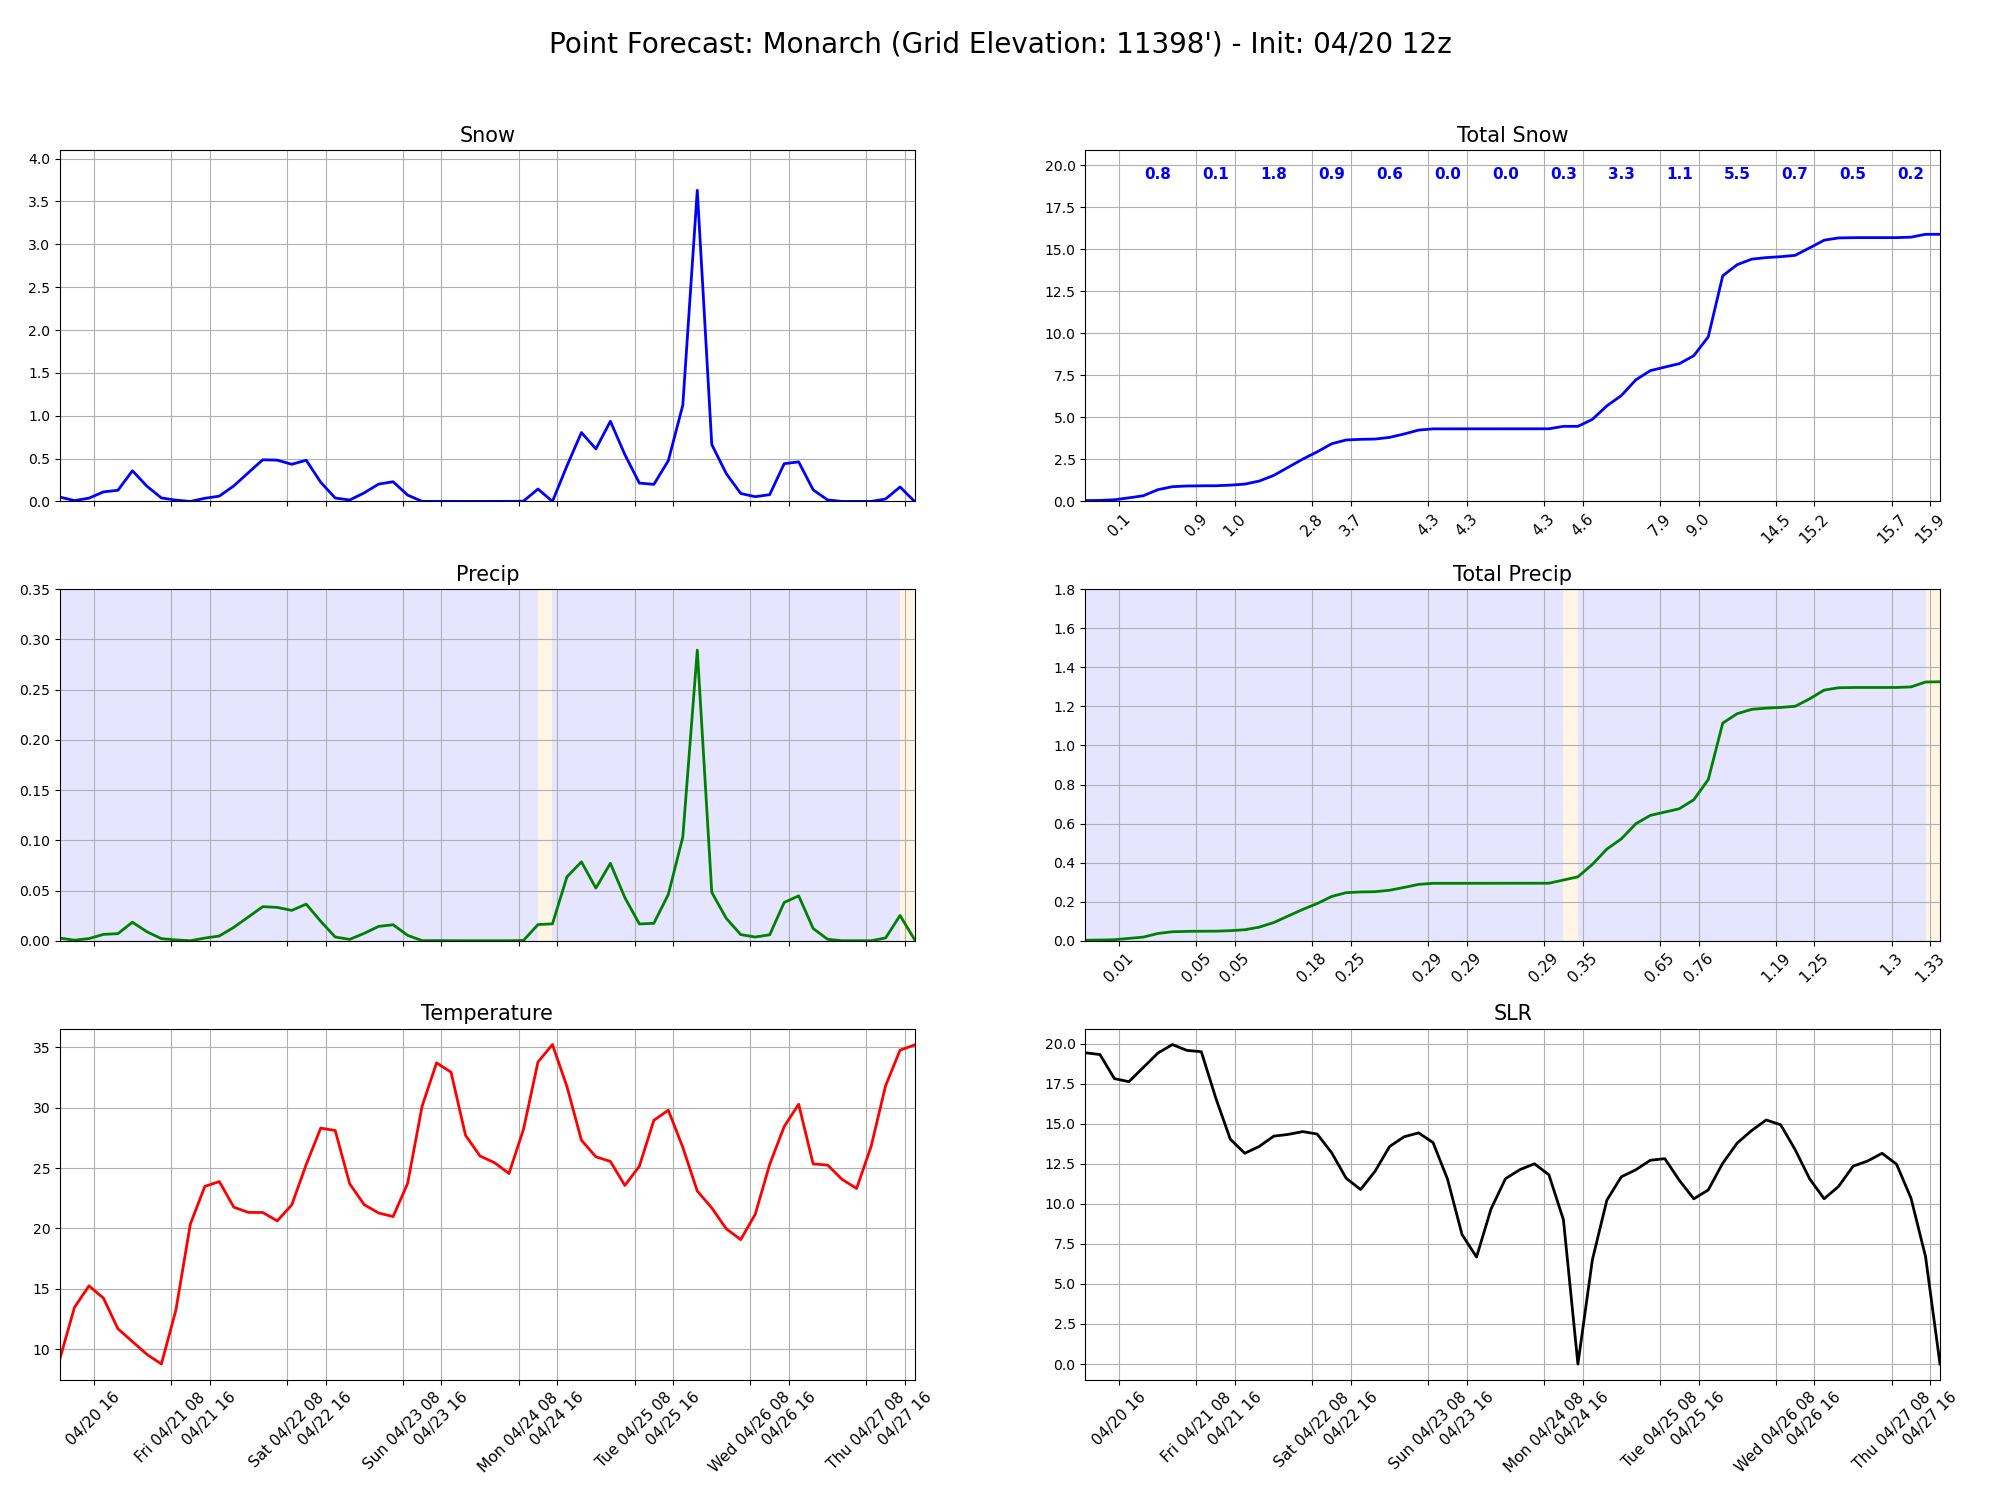 Point Forecast: Monarch (Grid Elevation: 11398') - Init: 04/20 12z
Snow
4.0
3.5
3.0
2.5
2.0
1.5
1.0
0.5
0.0
Total Snow
20.0
17.5
15.0
12.5
10.0
7.5
5.0
2.5
0.0
0.8 0.1 1.8 0.9 0.6 0.0 0.0 0.3 3.3 1.1 5.5 0.7 0.5 0.2
0.1 0.9 1.0 2.8 3.7 4.3 4.3 4.3 4.6 7.9 9.0 14.5 15.2 15.7 15.9
Precip
0.35
0.30
0.25
0.20
0.15
0.10
0.05
0.00
Total Precip
1.8
1.6
1.4
1.2
1.0
0.8
0.6
0.4
0.2
0.0
0.01 0.05 0.05 0.18 0.25 0.29 0.29 0.29 0.35 0.65 0.76 1.19 1.25 1.3 1.33
Temperature
35
30
25
20
15
10
04/20 16
Fri 04/21 08
04/21 16
Sat 04/22 08
04/22 16
Sun 04/23 08
04/23 16
Mon 04/24 08
04/24 16
Tue 04/25 08
04/25 16
Wed 04/26 08
04/26 16
Thu 04/27 08
04/27 16
SLR
20.0
17.5
15.0
12.5
10.0
7.5
5.0
2.5
0.0
04/20 16
Fri 04/21 08
04/21 16
Sat 04/22 08
04/22 16
Sun 04/23 08
04/23 16
Mon 04/24 08
04/24 16
Tue 04/25 08
04/25 16
Wed 04/26 08
04/26 16
Thu 04/27 08
04/27 16